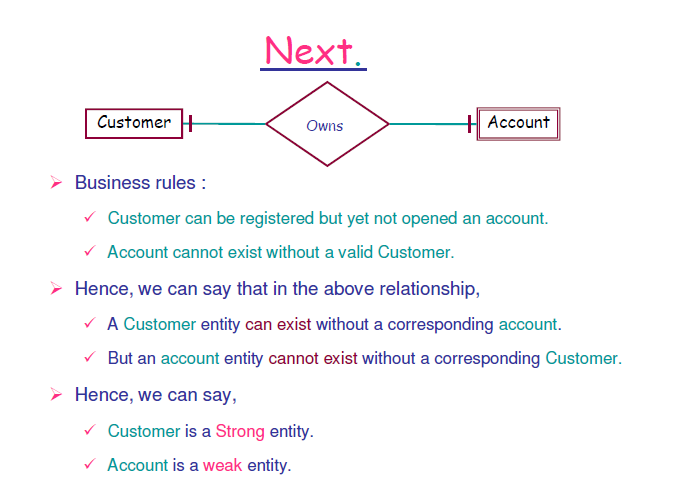 Next.
Customer
Owns
Account
Business rules :
Customer can be registered but yet not opened an account.
Account cannot exist without a valid Customer.
Hence, we can say that in the above relationship,
A Customer entity can exist without a corresponding account.
But an account entity cannot exist without a corresponding Customer.
Hence, we can say,
Customer is a Strong entity.
Account is a weak entity.